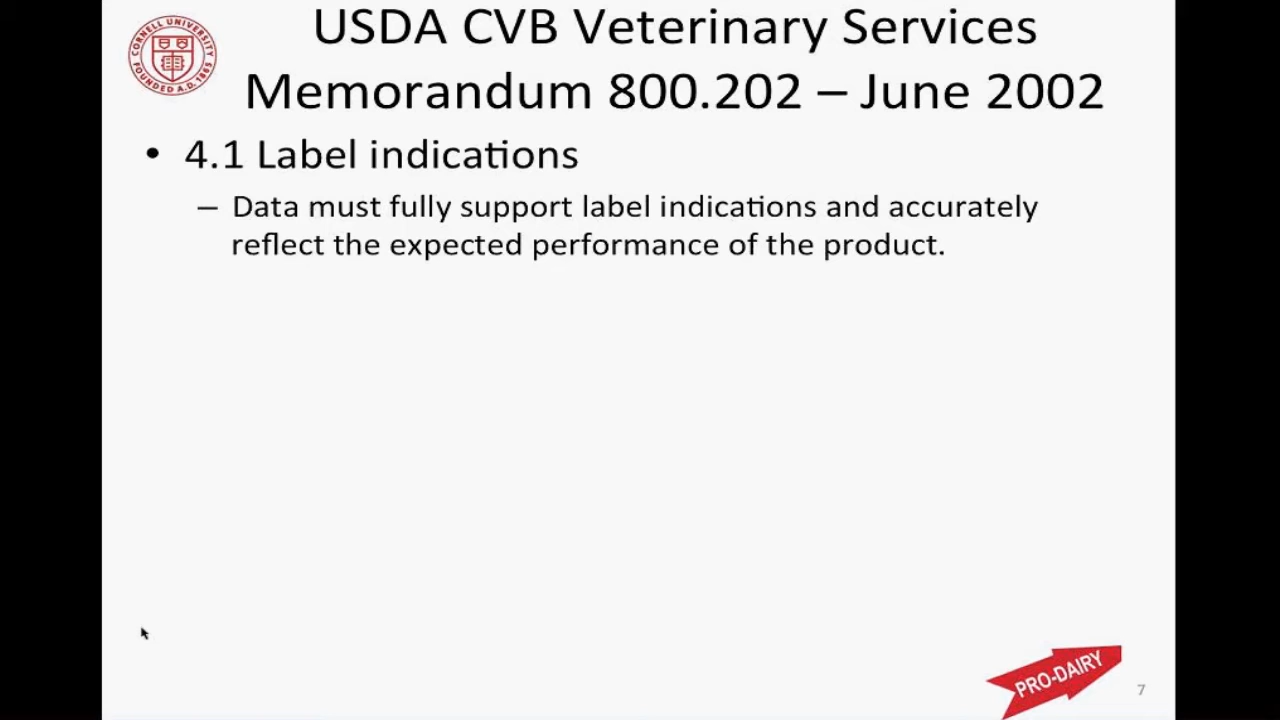 CORNELL UNIVERSITY
FOUNDED A.D. 1865
USDA CVB Veterinary Services
Memorandum 800.202 – June 2002
• 4.1 Label indications
– Data must fully support label indications and accurately
reflect the expected performance of the product.
PRO-DAIRY
7